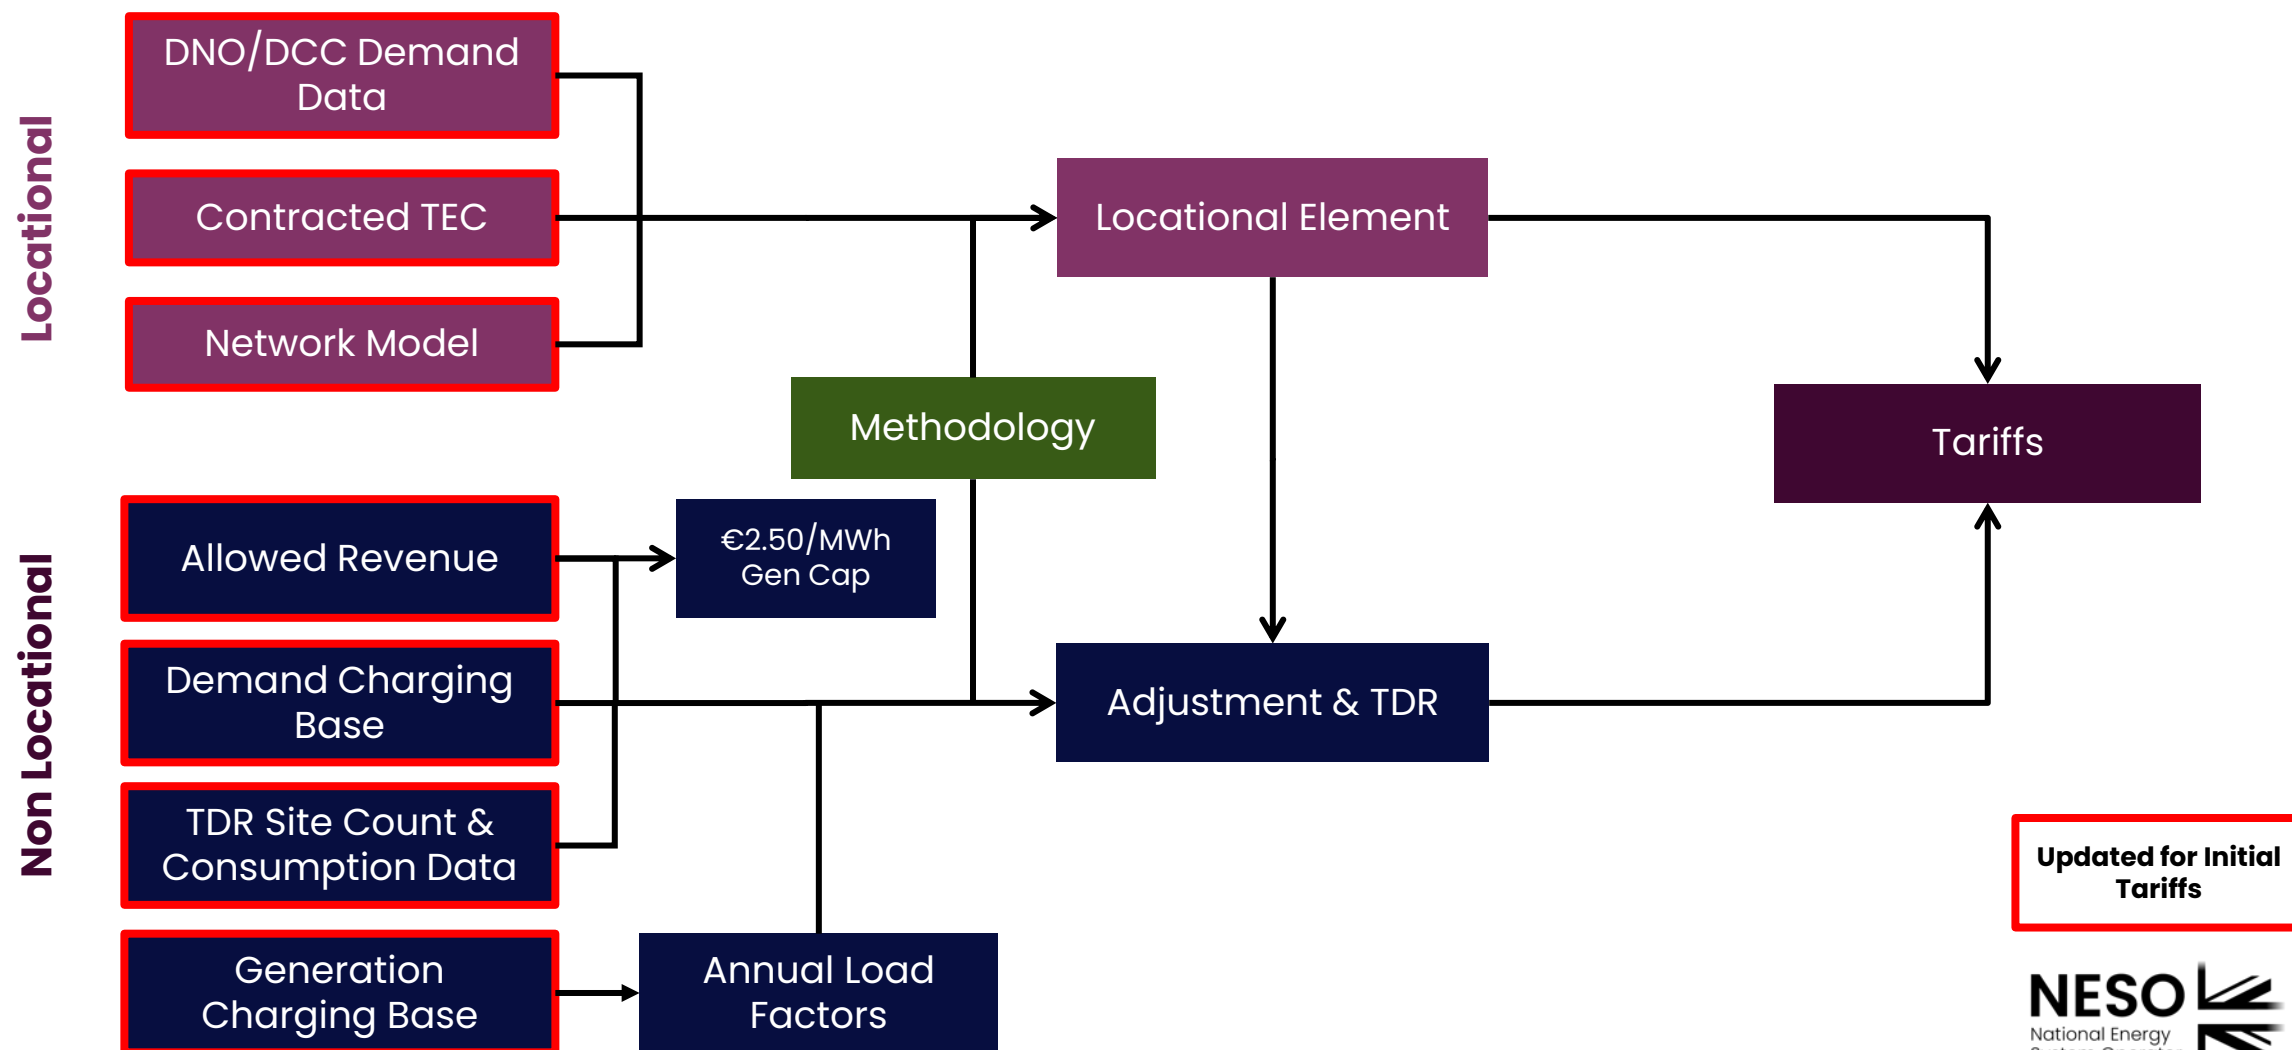 Locational
DNO/DCC Demand
Data
Contracted TEC
Network Model
Locational Element
Methodology
Tariffs
Non Locational
Allowed Revenue
€2.50/MWh
Gen Cap
Demand Charging
Base
Adjustment & TDR
TDR Site Count &
Consumption Data
Generation
Charging Base
Annual Load
Factors
Updated for Initial
Tariffs
NESO
National Energy
System Operator